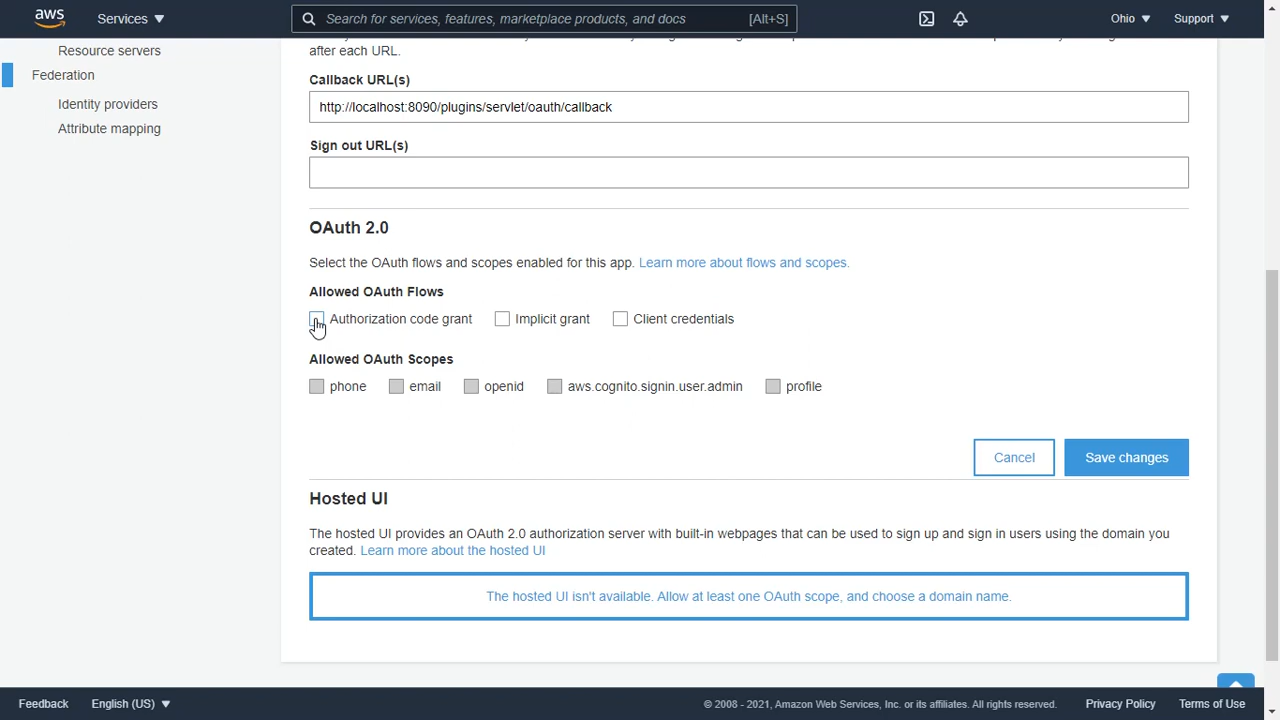 aws
Services
Search for services, features, marketplace products, and docs
[Alt+S]
Ohio
Support
Resource servers
Federation
Identity providers
Attribute mapping
after each URL.
Callback URL(s)
http://localhost:8090/plugins/servlet/oauth/callback
Sign out URL(s)
OAuth 2.0
Select the OAuth flows and scopes enabled for this app. Learn more about flows and scopes.
Allowed OAuth Flows
Authorization code grant
Implicit grant
Client credentials
Allowed OAuth Scopes
phone
email
openid
aws.cognito.signin.user.admin
profile
Cancel
Save changes
Hosted UI
The hosted UI provides an OAuth 2.0 authorization server with built-in webpages that can be used to sign up and sign in users using the domain you
created. Learn more about the hosted UI
The hosted UI isn't available. Allow at least one OAuth scope, and choose a domain name.
Feedback
English (US)
© 2008 - 2021, Amazon Web Services, Inc. or its affiliates. All rights reserved.
Privacy Policy
Terms of Use